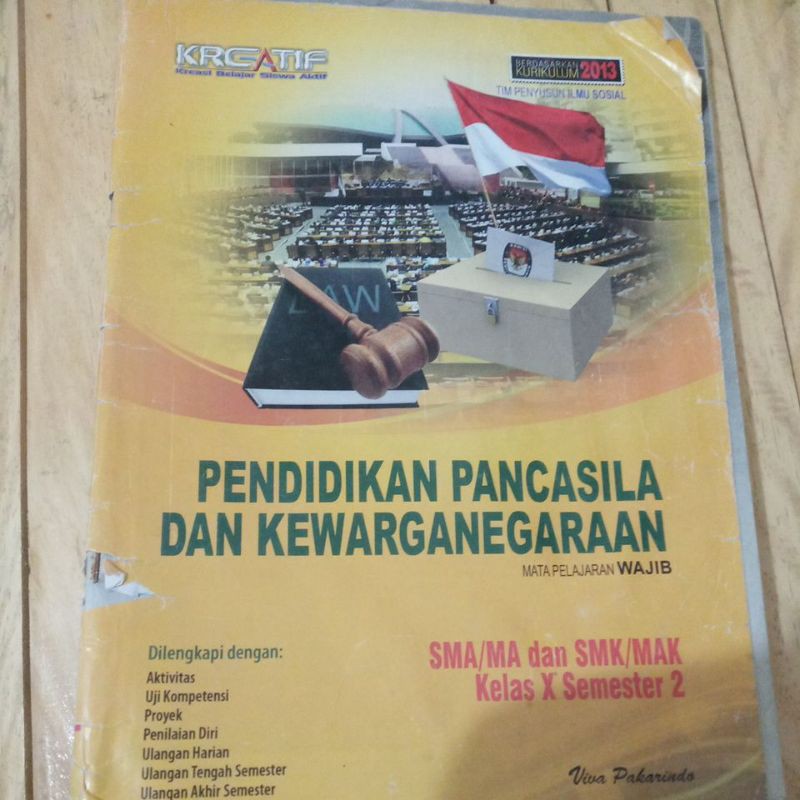 KREATIF
Kreasi Belajar Siswa Aktif
BERDASARKAN
KURIKULUM 2013
TIM PENYUSUN ILMU SOSIAL
LAW
PENDIDIKAN PANCASILA
DAN KEWARGANEGARAAN
MATA PELAJARAN WAJIB
SMA/MA dan SMK/MAK
Kelas X Semester 2
Dilengkapi dengan:
Aktivitas
Uji Kompetensi
Proyek
Penilaian Diri
Ulangan Harian
Ulangan Tengah Semester
Ulangan Akhir Semester
Viva Pakarindo